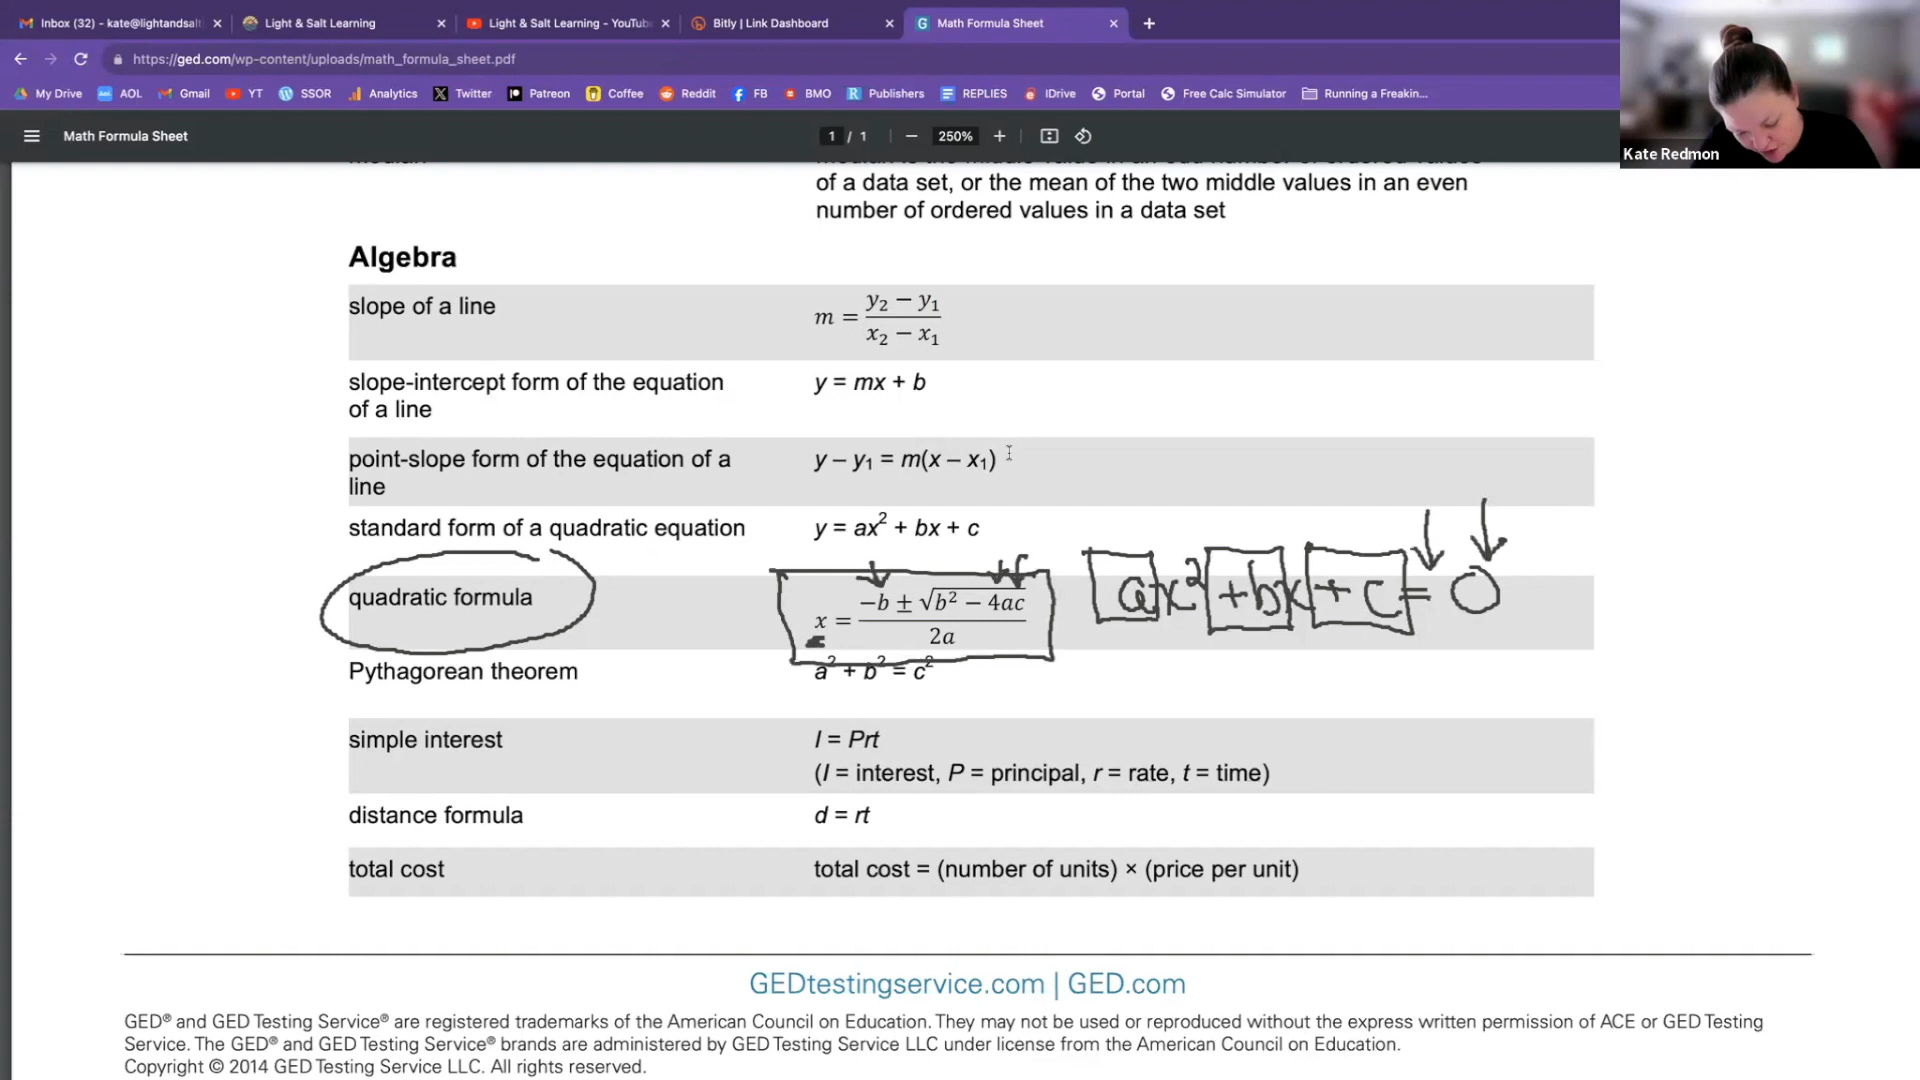 Inbox (32) - kate@lightandsalt
Light & Salt Learning
Light & Salt Learning - YouTube
Bitly | Link Dashboard
Math Formula Sheet
https://ged.com/wp-content/uploads/math_formula_sheet.pdf
My Drive AOL Gmail YT SSOR Analytics Twitter Patreon Coffee Reddit FB BMO Publishers REPLIES IDrive Portal Free Calc Simulator Running a Freakin...
Kate Redmon
Math Formula Sheet 1 / 1 250%
of a data set, or the mean of the two middle values in an even
number of ordered values in a data set
Algebra
slope of a line m = (y₂ − y₁)/(x₂ − x₁)
slope-intercept form of the equation y = mx + b
of a line
point-slope form of the equation of a y – y₁ = m(x – x₁)
line
standard form of a quadratic equation y = ax² + bx + c
quadratic formula x = (−b ± √(b² − 4ac))/(2a) ax² + bx + c = 0
Pythagorean theorem a² + b² = c²
simple interest I = Prt
(I = interest, P = principal, r = rate, t = time)
distance formula d = rt
total cost total cost = (number of units) × (price per unit)
GEDtestingservice.com | GED.com
GED® and GED Testing Service® are registered trademarks of the American Council on Education. They may not be used or reproduced without the express written permission of ACE or GED Testing
Service. The GED® and GED Testing Service® brands are administered by GED Testing Service LLC under license from the American Council on Education.
Copyright © 2014 GED Testing Service LLC. All rights reserved.